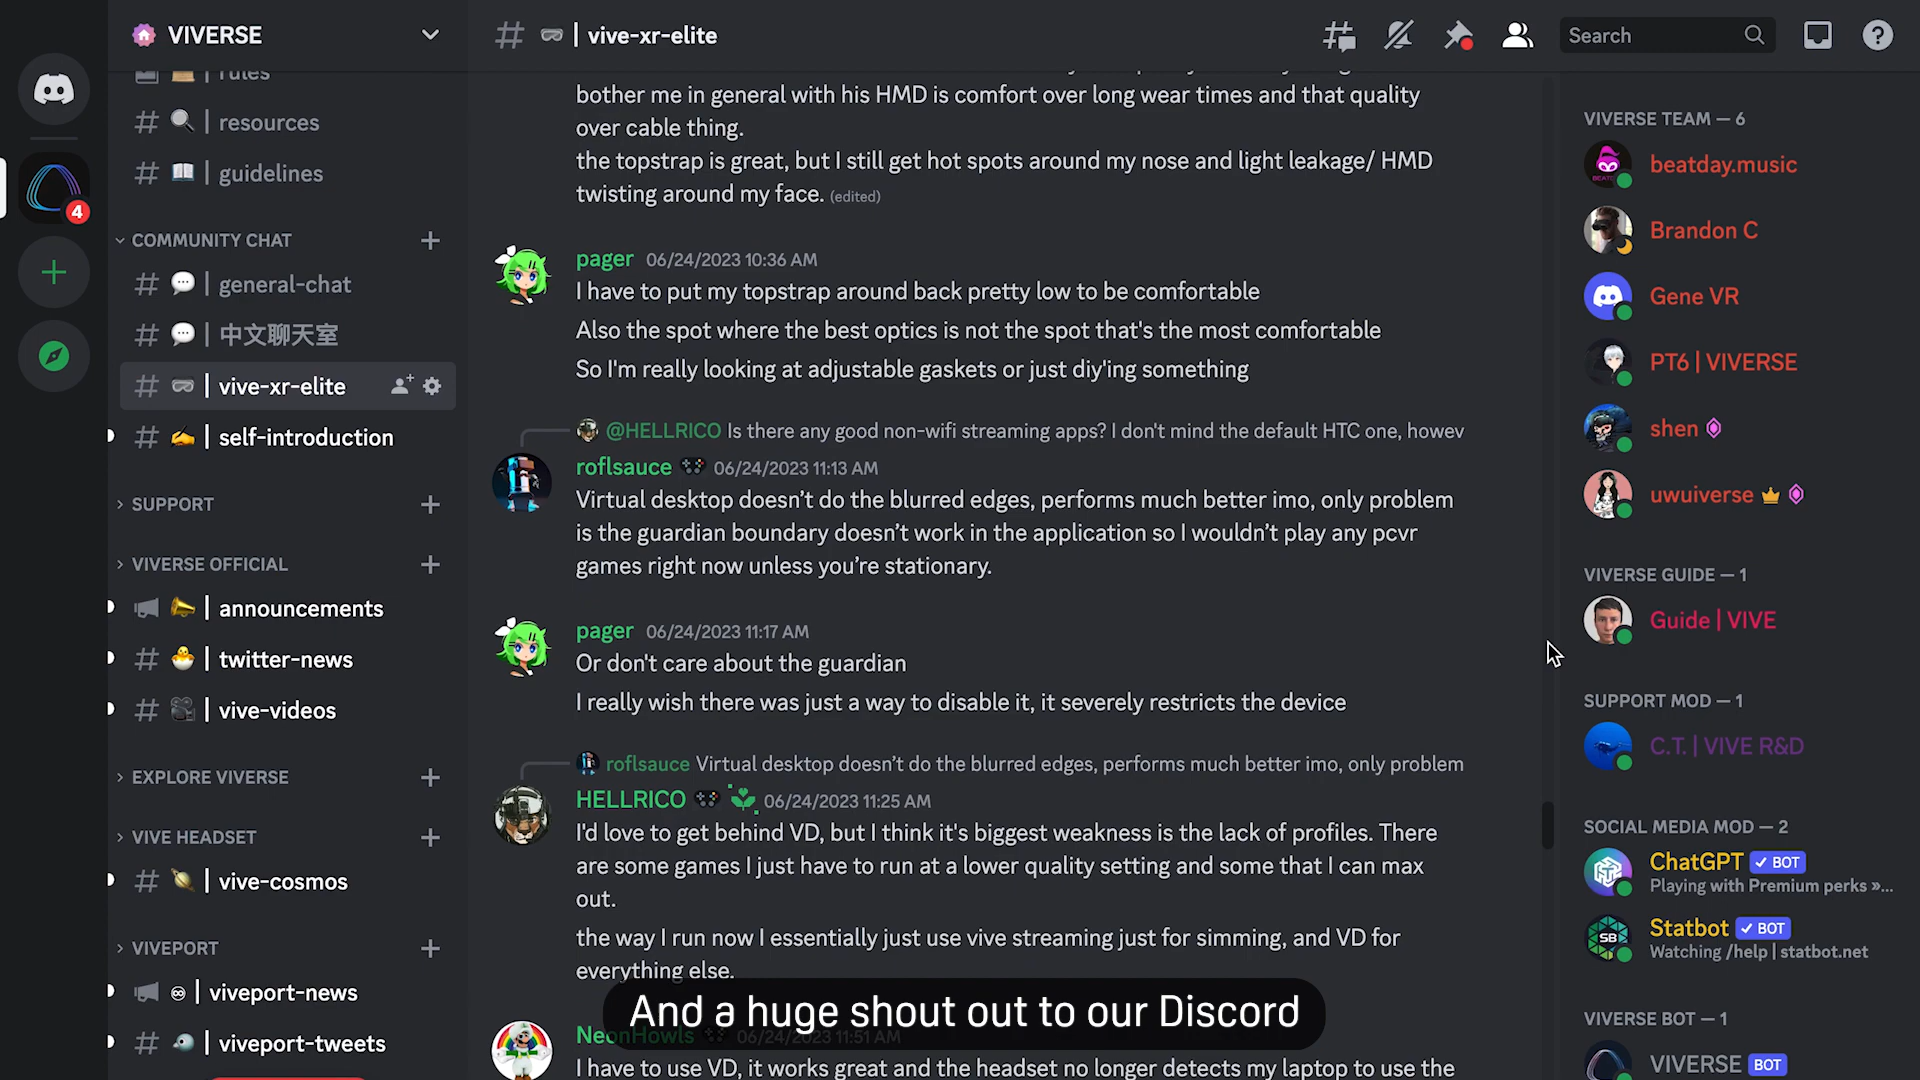 VIVERSE
rules
resources
guidelines
COMMUNITY CHAT
general-chat
中文聊天室
vive-xr-elite
self-introduction
SUPPORT
VIVERSE OFFICIAL
announcements
twitter-news
vive-videos
EXPLORE VIVERSE
VIVE HEADSET
vive-cosmos
VIVEPORT
viveport-news
viveport-tweets
4
# | vive-xr-elite
Search
bother me in general with his HMD is comfort over long wear times and that quality
over cable thing.
the topstrap is great, but I still get hot spots around my nose and light leakage/ HMD
twisting around my face. (edited)
pager 06/24/2023 10:36 AM
I have to put my topstrap around back pretty low to be comfortable
Also the spot where the best optics is not the spot that's the most comfortable
So I'm really looking at adjustable gaskets or just diy'ing something
@HELLRICO Is there any good non-wifi streaming apps? I don't mind the default HTC one, howev
roflsauce 06/24/2023 11:13 AM
Virtual desktop doesn’t do the blurred edges, performs much better imo, only problem
is the guardian boundary doesn’t work in the application so I wouldn’t play any pcvr
games right now unless you’re stationary.
pager 06/24/2023 11:17 AM
Or don't care about the guardian
I really wish there was just a way to disable it, it severely restricts the device
roflsauce Virtual desktop doesn’t do the blurred edges, performs much better imo, only problem
HELLRICO 06/24/2023 11:25 AM
I'd love to get behind VD, but I think it's biggest weakness is the lack of profiles. There
are some games I just have to run at a lower quality setting and some that I can max
out.
the way I run now I essentially just use vive streaming just for simming, and VD for
everything else.
And a huge shout out to our Discord
NeonHowls 06/24/2023 11:51 AM
I have to use VD, it works great and the headset no longer detects my laptop to use the
VIVERSE TEAM — 6
beatday.music
Brandon C
Gene VR
PT6 | VIVERSE
shen
uwuiverse
VIVERSE GUIDE — 1
Guide | VIVE
SUPPORT MOD — 1
C.T. | VIVE R&D
SOCIAL MEDIA MOD — 2
ChatGPT ✓ BOT
Playing with Premium perks »...
Statbot ✓ BOT
Watching /help | statbot.net
VIVERSE BOT — 1
VIVERSE BOT